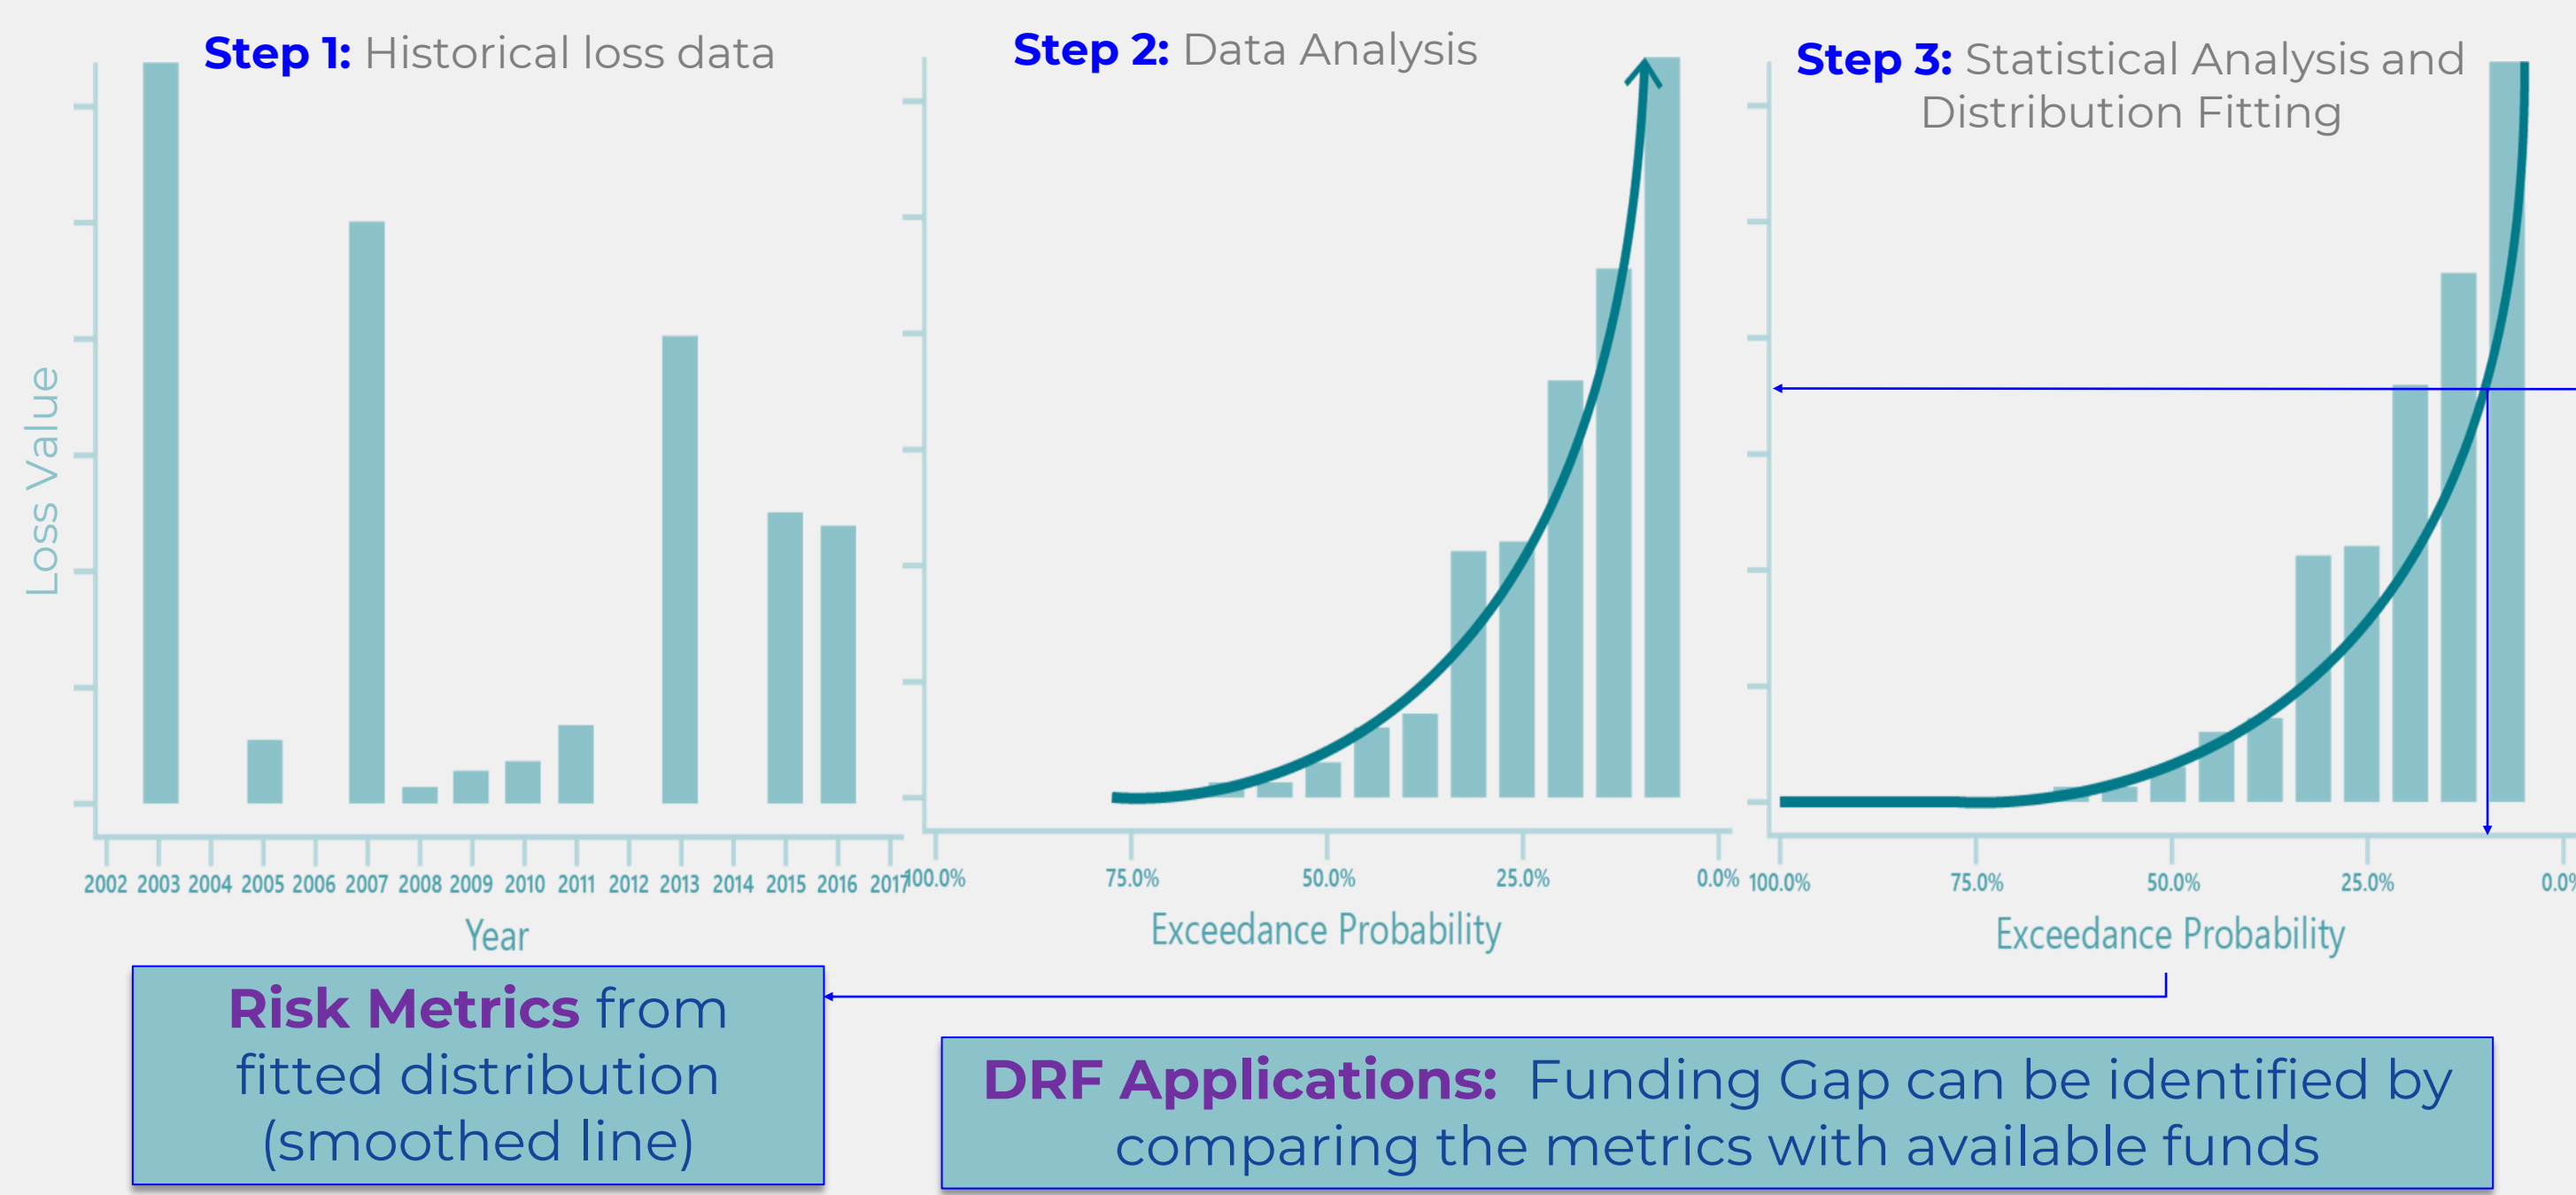 Step 1: Historical loss data
Loss Value
2002 2003 2004 2005 2006 2007 2008 2009 2010 2011 2012 2013 2014 2015 2016 2017
Year
Step 2: Data Analysis
100.0% 75.0% 50.0% 25.0% 0.0%
Exceedance Probability
Step 3: Statistical Analysis and
Distribution Fitting
100.0% 75.0% 50.0% 25.0% 0.0%
Exceedance Probability
Risk Metrics from
fitted distribution
(smoothed line)
DRF Applications: Funding Gap can be identified by
comparing the metrics with available funds